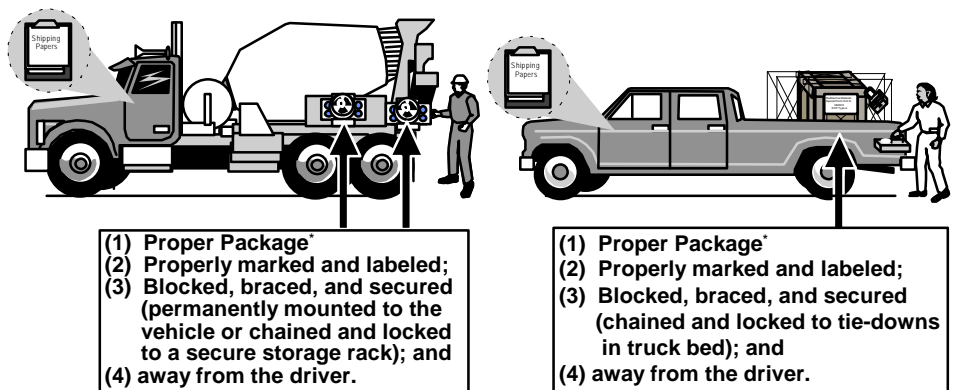 Shipping
Papers
Shipping
Papers
(1) Proper Package*
(2) Properly marked and labeled;
(3) Blocked, braced, and secured
(permanently mounted to the
vehicle or chained and locked
to a secure storage rack); and
(4) away from the driver.
(1) Proper Package*
(2) Properly marked and labeled;
(3) Blocked, braced, and secured
(chained and locked to tie-downs
in truck bed); and
(4) away from the driver.